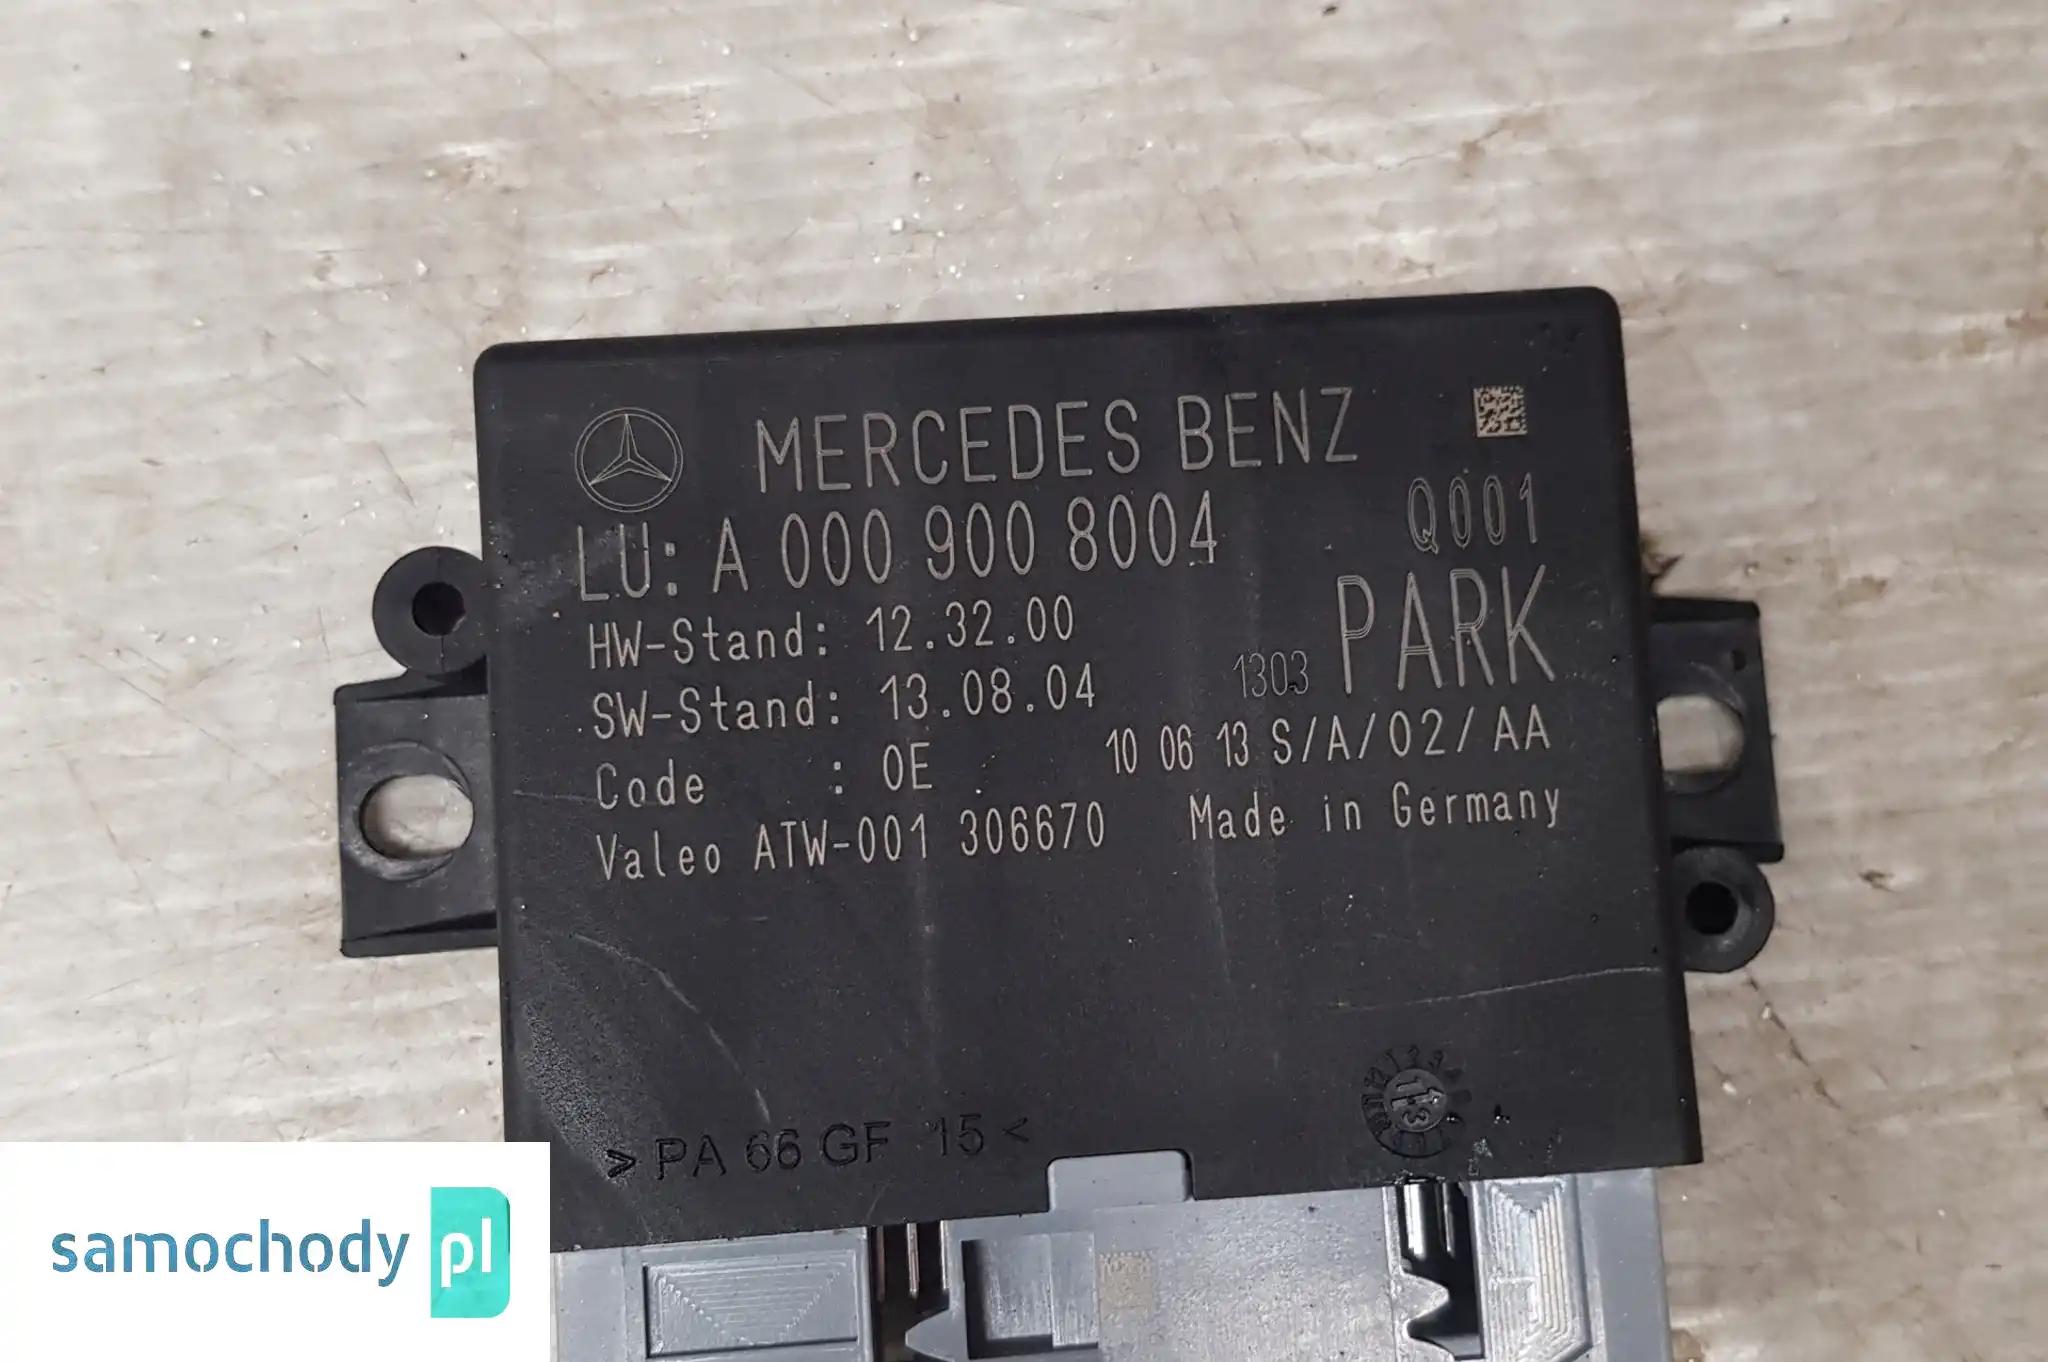 MERCEDES BENZ
LU: A 000 900 8004
Q001
HW-Stand: 12.32.00
PARK
1303
SW-Stand: 13.08.04
Code : 0E
10 06 13 S/A/02/AA
Valeo ATW-001 306670
Made in Germany
> PA 66 GF 15 <
samochody pl